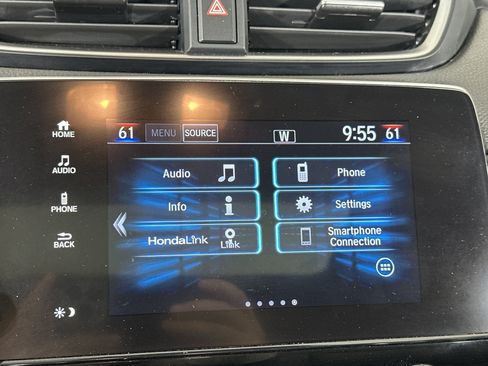 HOME
AUDIO
PHONE
BACK
61 MENU SOURCE W 9:55 61
Audio Phone
Info Settings
HondaLink Link Smartphone
Connection